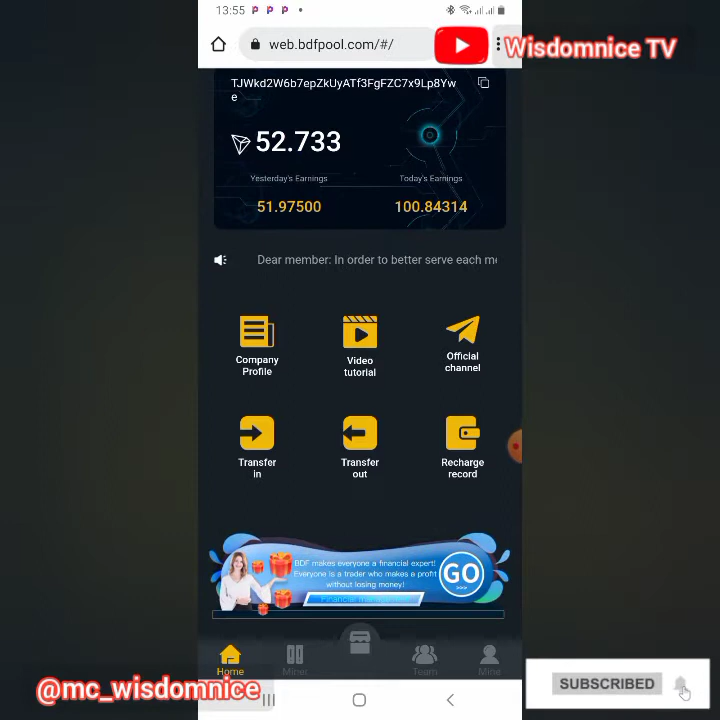 13:55
web.bdfpool.com/#/
Wisdomnice TV
TJWkd2W6b7epZkUyATf3FgFZC7x9Lp8Yw
e
52.733
Yesterday's Earnings
Today's Earnings
51.97500
100.84314
Dear member: In order to better serve each me
Company
Profile
Video
tutorial
Official
channel
Transfer
in
Transfer
out
Recharge
record
BDF makes everyone a financial expert!
Everyone is a trader who makes a profit
without losing money!
GO
Home
Miner
Team
Mine
@mc_wisdomnice
SUBSCRIBED